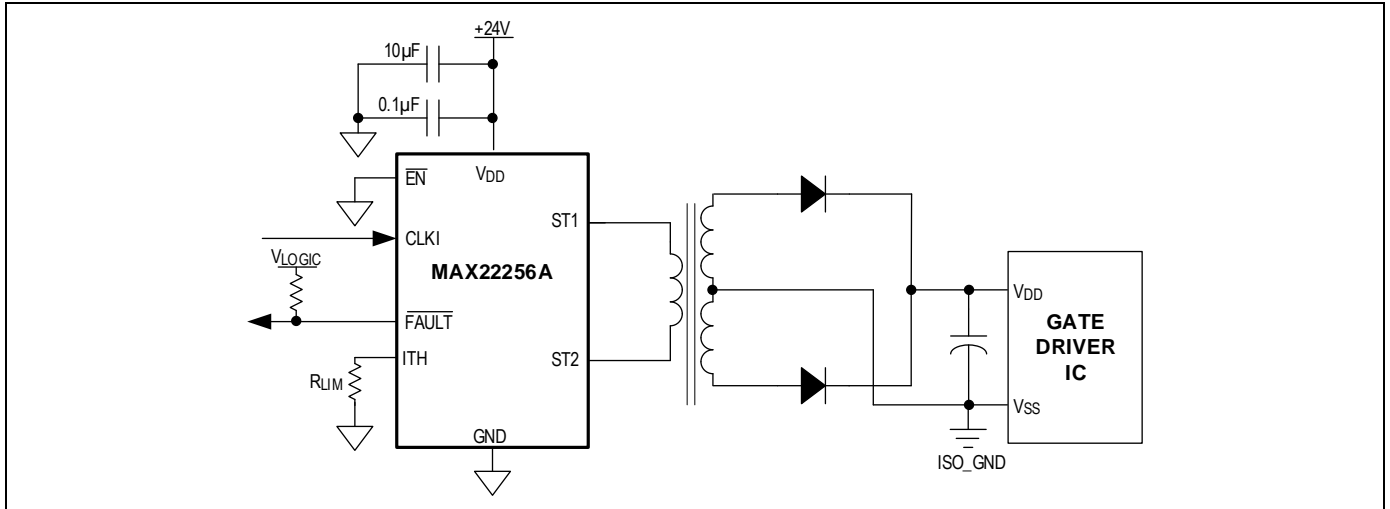 +24V
10µF
0.1µF
EN
VDD
ST1
CLKI
VLOGIC
MAX22256A
FAULT
ITH
ST2
RLIM
GND
VDD
GATE
DRIVER
IC
VSS
ISO_GND